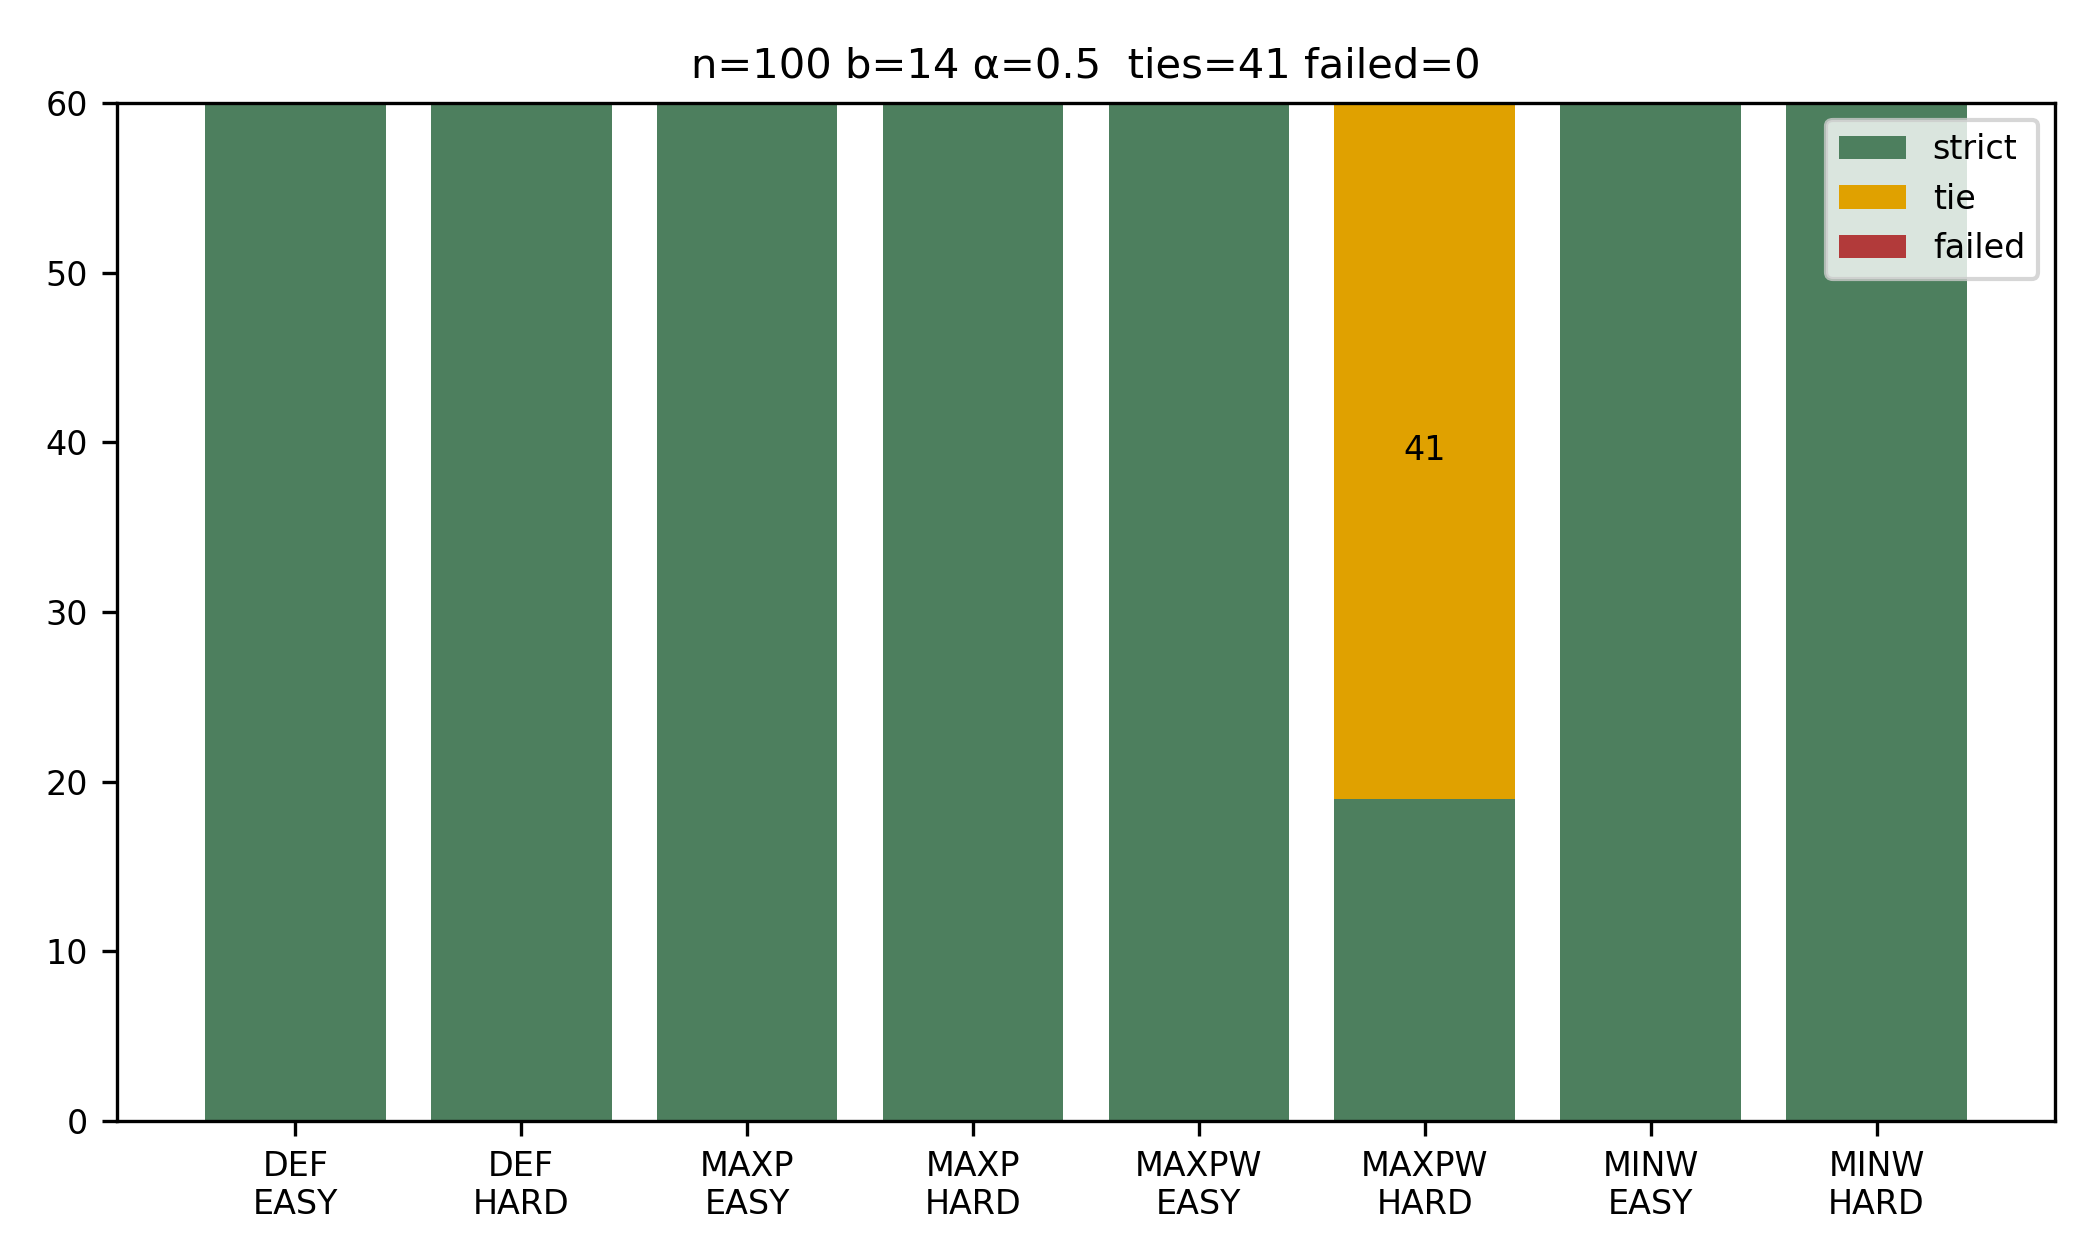 n=100 b=14 α=0.5  ties=41 failed=0
60
50
40
30
20
10
0
strict
tie
failed
41
DEF
EASY
DEF
HARD
MAXP
EASY
MAXP
HARD
MAXPW
EASY
MAXPW
HARD
MINW
EASY
MINW
HARD